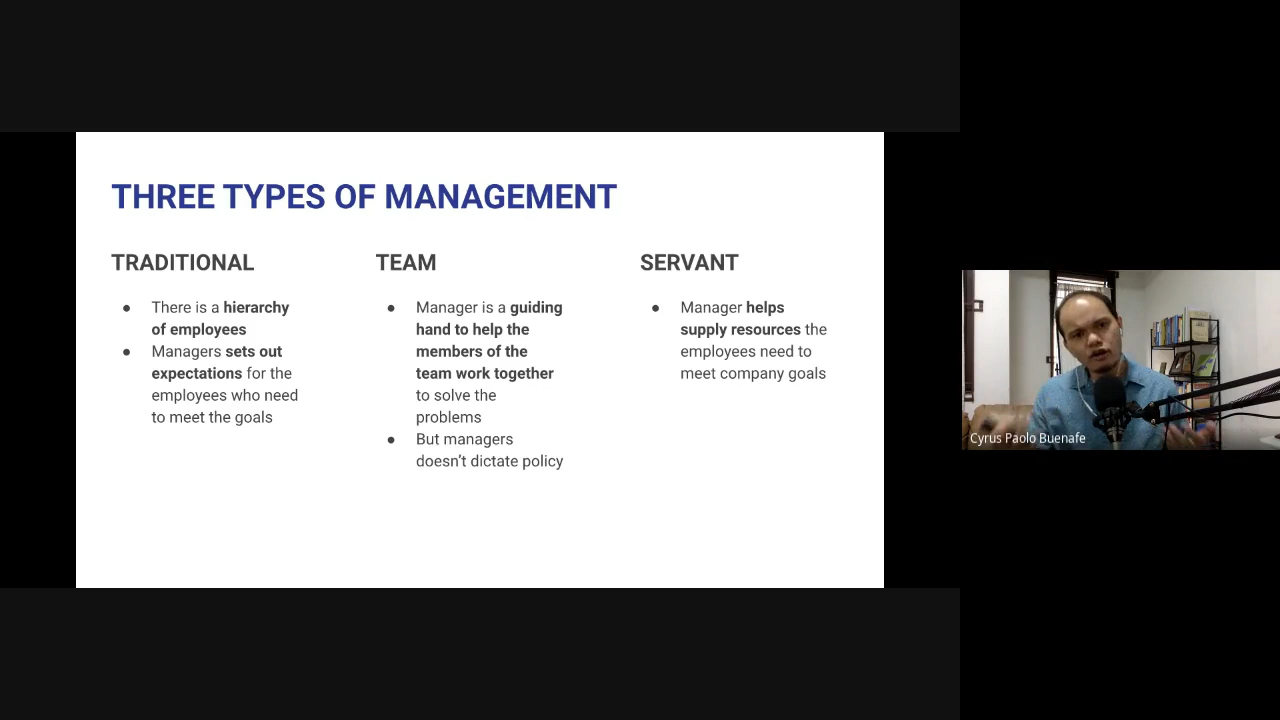 THREE TYPES OF MANAGEMENT
TRADITIONAL
● There is a hierarchy
of employees
● Managers sets out
expectations for the
employees who need
to meet the goals
TEAM
● Manager is a guiding
hand to help the
members of the
team work together
to solve the
problems
● But managers
doesn’t dictate policy
SERVANT
● Manager helps
supply resources the
employees need to
meet company goals
Cyrus Paolo Buenafe